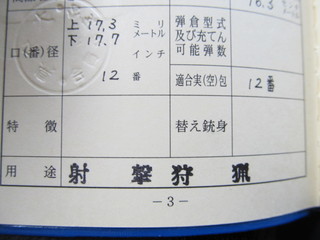 16.3
上 17.3 ミリ 弾倉型式
口(番)径 下 17.7 メートル 及び充てん
インチ 可能弾数
12 番 適合実(空)包 12番
特徴 替え銃身
用途 射撃狩猟
-3-